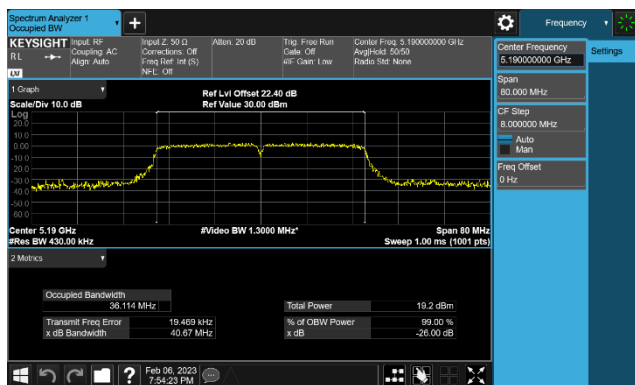 Spectrum Analyzer 1
Occupied BW
Frequency
KEYSIGHT
Input: RF
Input Z: 50 Ω
Atten: 20 dB
Trig: Free Run
Center Freq: 5.190000000 GHz
RL
Coupling: AC
Corrections: Off
Gate: Off
Avg|Hold: 50/50
Align: Auto
Freq Ref: Int (S)
#IF Gain: Low
Radio Std: None
LXI
NFE: Off
Center Frequency
5.190000000 GHz
Settings
Span
80.000 MHz
CF Step
8.000000 MHz
Auto
Man
Freq Offset
0 Hz
1 Graph
Ref Lvl Offset 22.40 dB
Scale/Div 10.0 dB
Ref Value 30.00 dBm
Log
20.0
10.0
0.00
-10.0
-20.0
-30.0
-40.0
-50.0
-60.0
Center 5.19 GHz
#Video BW 1.3000 MHz*
Span 80 MHz
#Res BW 430.00 kHz
Sweep 1.00 ms (1001 pts)
2 Metrics
Occupied Bandwidth
36.114 MHz
Total Power
19.2 dBm
Transmit Freq Error
19.469 kHz
% of OBW Power
99.00 %
x dB Bandwidth
40.67 MHz
x dB
-26.00 dB
?
Feb 06, 2023
7:54:23 PM